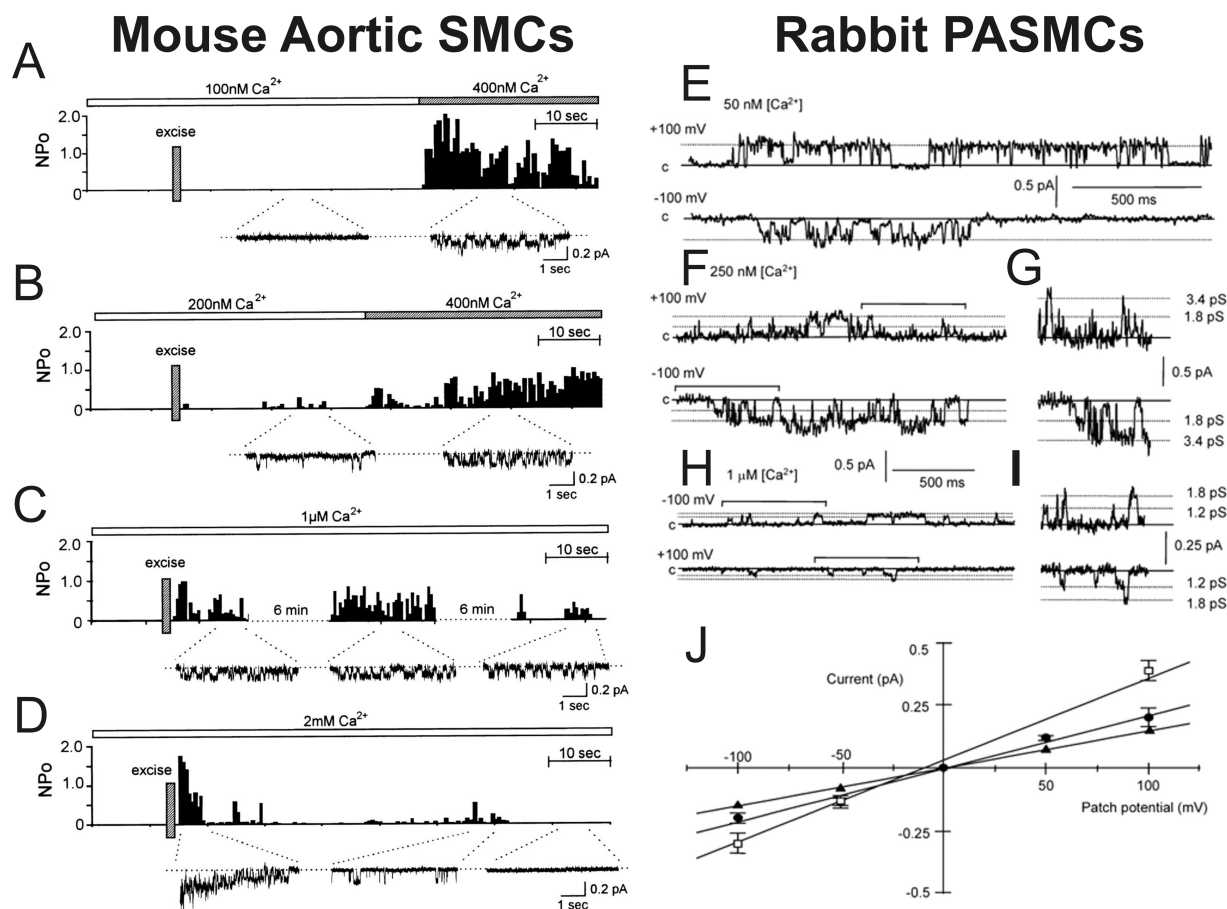 Mouse Aortic SMCs
Rabbit PASMCs
A
100nM Ca2+
400nM Ca2+
2.0
1.0
0
NPo
excise
10 sec
0.2 pA
1 sec
B
200nM Ca2+
400nM Ca2+
2.0
1.0
0
NPo
excise
10 sec
0.2 pA
1 sec
C
1µM Ca2+
2.0
1.0
0
NPo
excise
6 min
6 min
10 sec
0.2 pA
1 sec
D
2mM Ca2+
2.0
1.0
0
NPo
excise
10 sec
0.2 pA
1 sec
E
50 nM [Ca2+]
+100 mV
c
0.5 pA
500 ms
-100 mV
c
F
250 nM [Ca2+]
+100 mV
c
-100 mV
c
0.5 pA
500 ms
G
3.4 pS
1.8 pS
0.5 pA
1.8 pS
3.4 pS
H
1 µM [Ca2+]
-100 mV
c
+100 mV
c
I
1.8 pS
1.2 pS
0.25 pA
1.2 pS
1.8 pS
J
Current (pA)
0.5
0.25
-100
-50
50
100
Patch potential (mV)
-0.25
-0.5